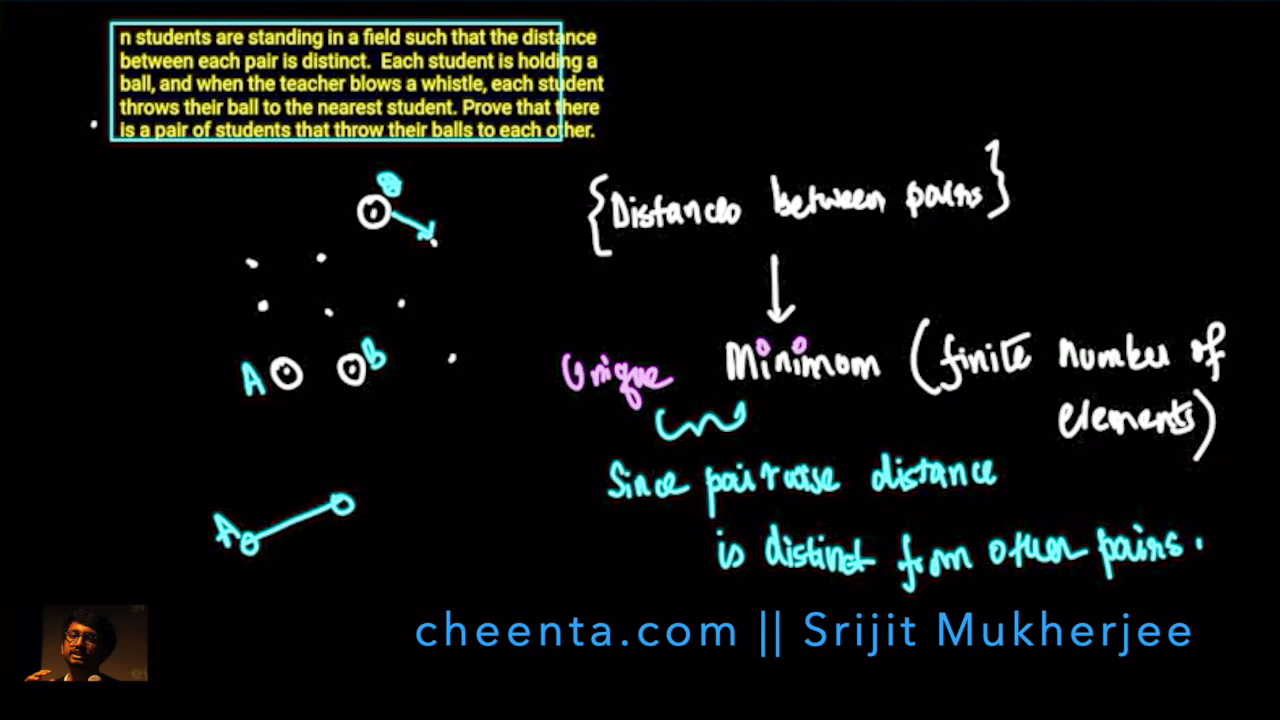 n students are standing in a field such that the distance
between each pair is distinct. Each student is holding a
ball, and when the teacher blows a whistle, each student
throws their ball to the nearest student. Prove that there
is a pair of students that throw their balls to each other.
{Distances between pairs}
A B
Unique Minimum (finite number of
elements)
Since pairwise distance
A
is distinct from other pairs.
cheenta.com || Srijit Mukherjee